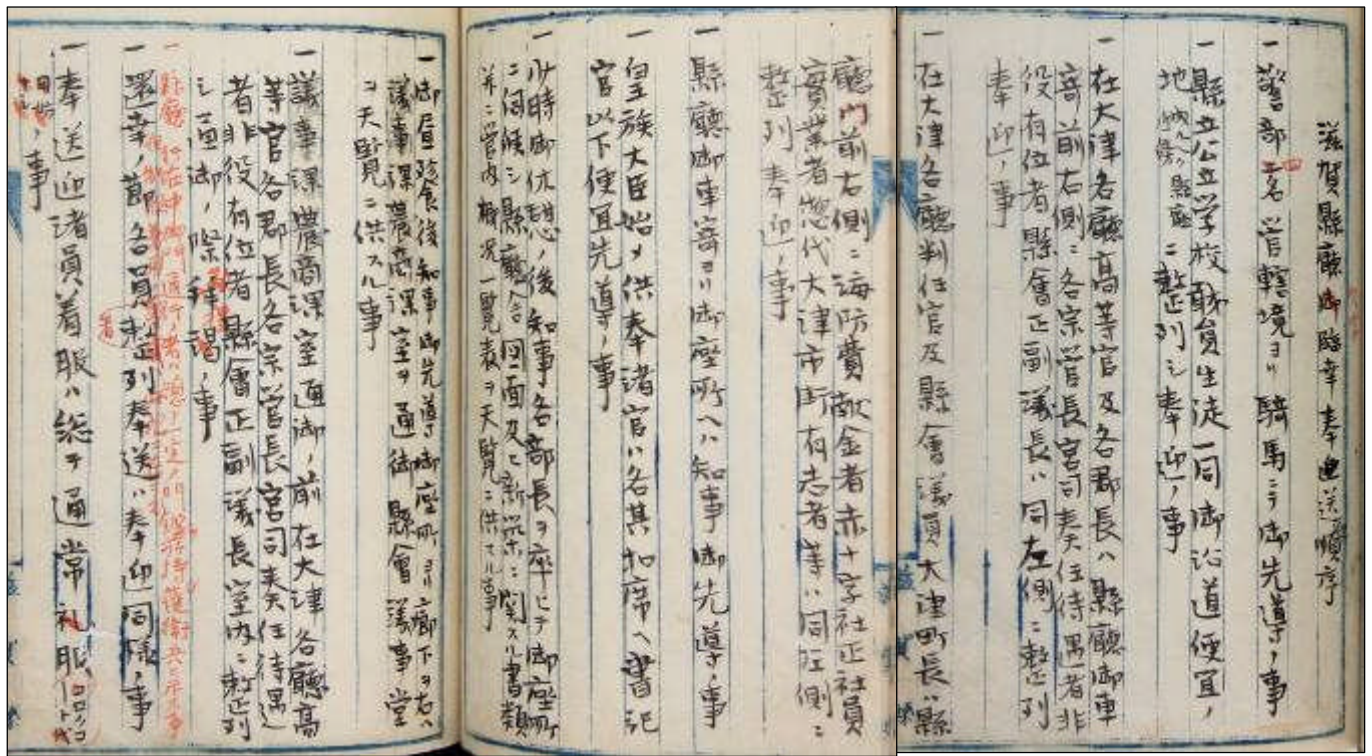 滋賀縣廳御臨幸奉迎送順序
一警部四名管轄境ヨリ騎馬ニテ御先導ノ事
一縣立公立学校職員生徒一同御沿道便宜ノ
地ニ整列シ奉迎ノ事
一在大津各廳高等官及各郡長ハ縣廳御車
寄前右側ニ各宗管長宮司奏任待遇者非
役有位者縣會正副議長ハ同左側ニ整列
奉迎ノ事
一在大津各廳判任官及縣會議員大津町長ハ縣
廳門前右側ニ海防費献金者赤十字社正社員
實業者惣代大津市街有志者等ハ同左側ニ
整列奉迎ノ事
一縣廳御車寄ヨリ御座所ヘハ知事御先導ノ事
一皇族大臣始メ供奉諸官ハ各其扣席ヘ書記
官以下便宜先導ノ事
一少時御休憩ノ後知事各部長ヲ率ヒテ御座所
ニ伺候シ縣廳舎図面及ヒ新築ニ関スル書類
并ニ管内概況一覧表ヲ天覧ニ供スル事
一御昼餐後知事御先導御座所ヨリ廊下ヲ右ヘ
議事課農商課室ヲ通御縣會議事堂
ヲ天覧ニ供スル事
一議事課農商課室通御ノ前在大津各廳高
等官各郡長各宗管長宮司奏任待遇
者非役有位者縣會正副議長室内ニ整列
シ通御ノ際拝謁ノ事
一縣廳行在中御門通行ノ者ハ
一還幸ノ節各員整列奉送ハ奉迎同様ノ事
一奉送迎諸員着服ハ総テ通常礼服
ノ事